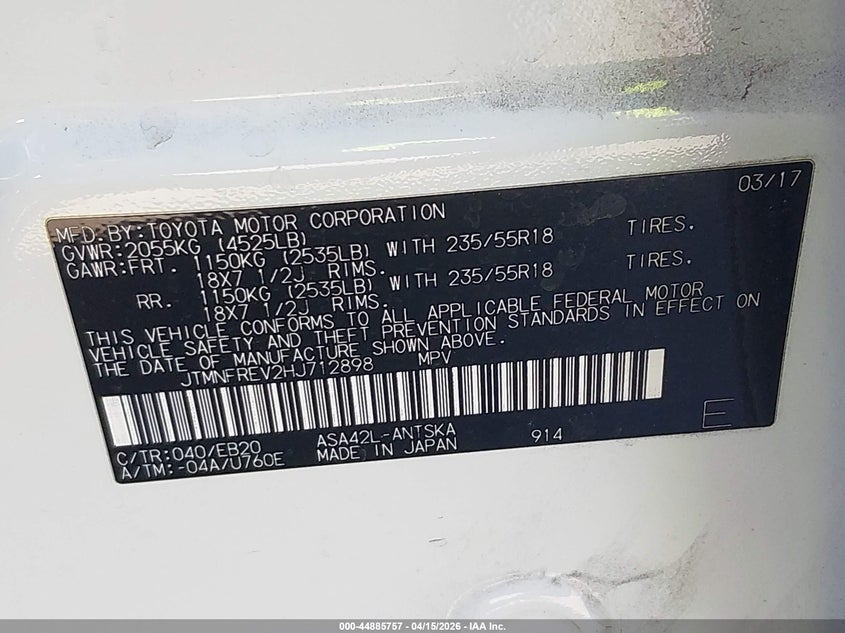 03/17
MFD.BY:TOYOTA MOTOR CORPORATION
GVWR:2055KG (4525LB)
GAWR:FRT. 1150KG (2535LB) WITH 235/55R18 TIRES.
18X7 1/2J RIMS.
RR. 1150KG (2535LB) WITH 235/55R18 TIRES.
18X7 1/2J RIMS.
THIS VEHICLE CONFORMS TO ALL APPLICABLE FEDERAL MOTOR
VEHICLE SAFETY AND THEFT PREVENTION STANDARDS IN EFFECT ON
THE DATE OF MANUFACTURE SHOWN ABOVE.
JTMNFREV2HJ712898 MPV
E
C/TR:040/EB20 ASA42L-ANTSKA 914
A/TM:-04A/U760E MADE IN JAPAN
000-44885757 - 04/15/2026 - IAA Inc.